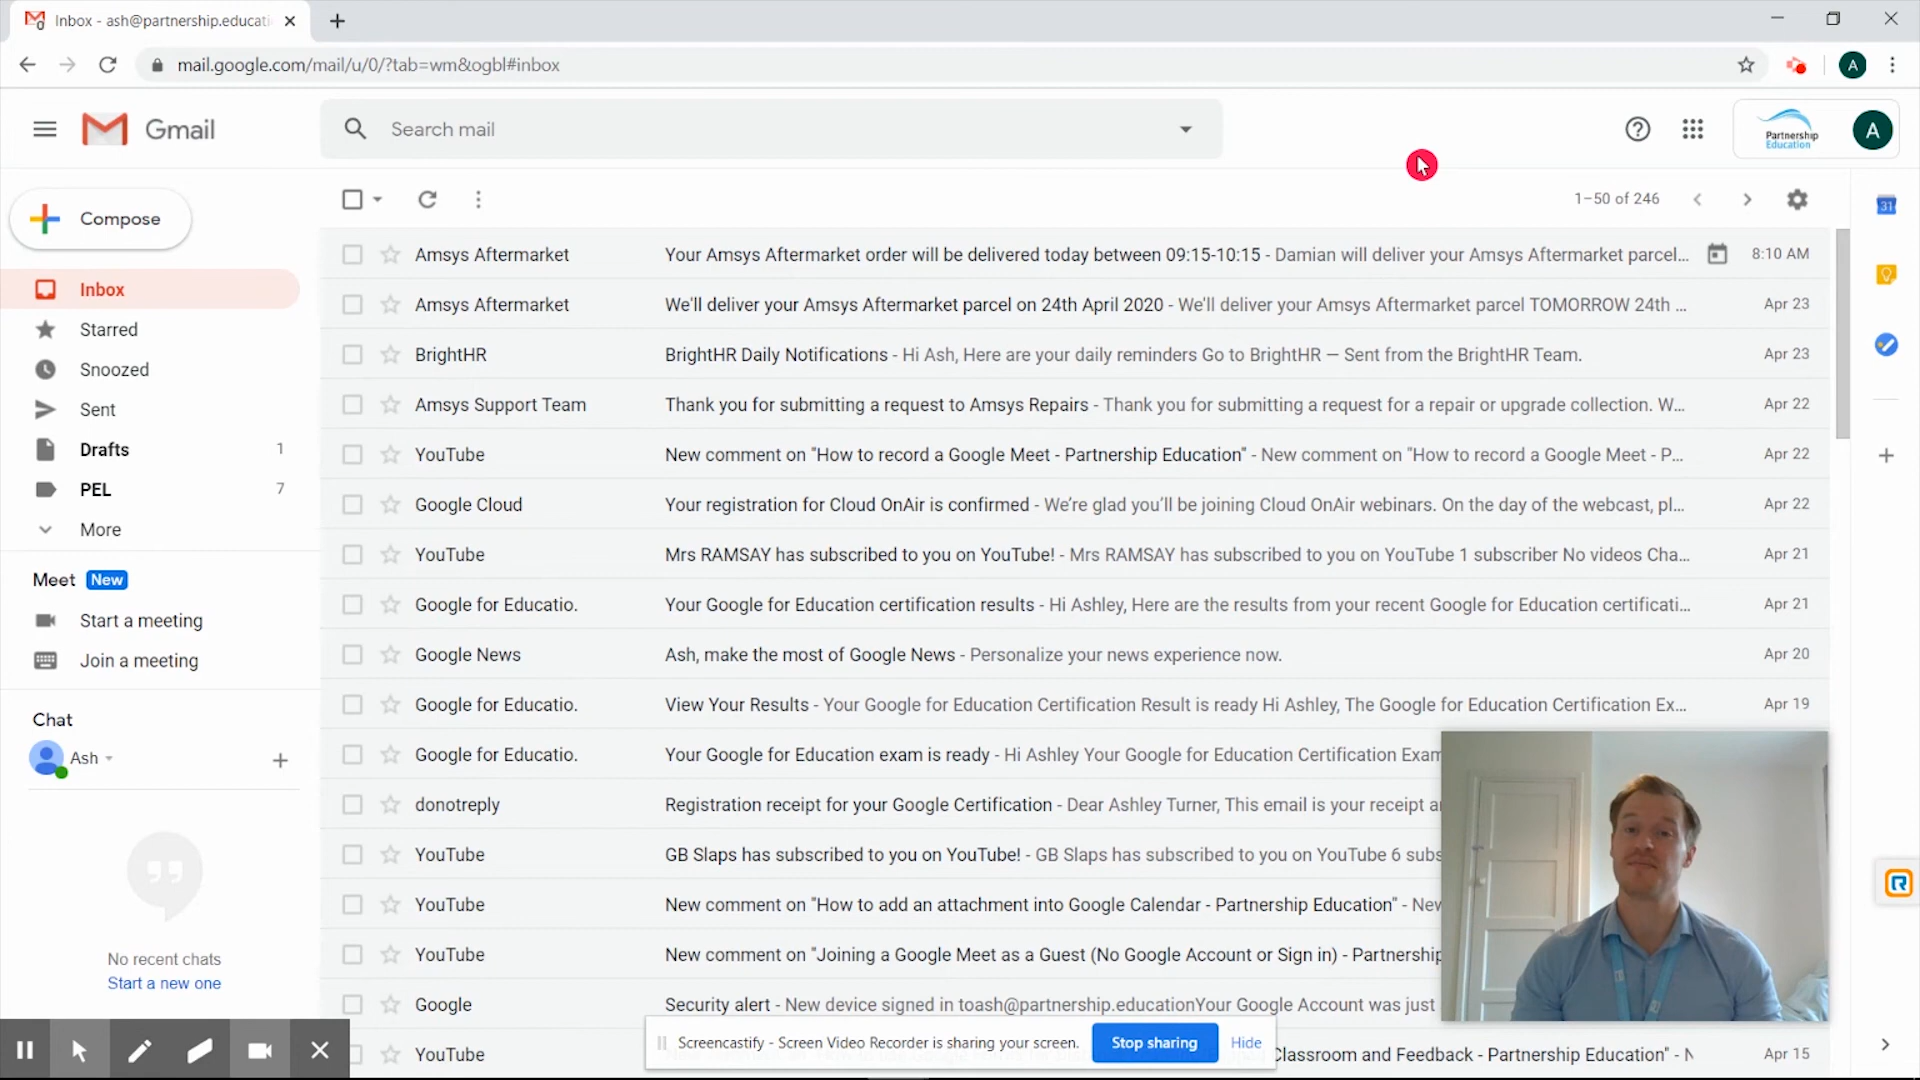 Inbox - ash@partnership.educati
mail.google.com/mail/u/0/?tab=wm&ogbl#inbox
A
Gmail
Search mail
Partnership
Education
A
Compose
1–50 of 246
31
Inbox
Starred
Snoozed
Sent
Drafts 1
PEL 7
More
Meet New
Start a meeting
Join a meeting
Chat
Ash
No recent chats
Start a new one
Amsys Aftermarket Your Amsys Aftermarket order will be delivered today between 09:15-10:15 - Damian will deliver your Amsys Aftermarket parcel... 8:10 AM
Amsys Aftermarket We'll deliver your Amsys Aftermarket parcel on 24th April 2020 - We'll deliver your Amsys Aftermarket parcel TOMORROW 24th ... Apr 23
BrightHR BrightHR Daily Notifications - Hi Ash, Here are your daily reminders Go to BrightHR — Sent from the BrightHR Team. Apr 23
Amsys Support Team Thank you for submitting a request to Amsys Repairs - Thank you for submitting a request for a repair or upgrade collection. W... Apr 22
YouTube New comment on "How to record a Google Meet - Partnership Education" - New comment on "How to record a Google Meet - P... Apr 22
Google Cloud Your registration for Cloud OnAir is confirmed - We're glad you'll be joining Cloud OnAir webinars. On the day of the webcast, pl... Apr 22
YouTube Mrs RAMSAY has subscribed to you on YouTube! - Mrs RAMSAY has subscribed to you on YouTube 1 subscriber No videos Cha... Apr 21
Google for Educatio. Your Google for Education certification results - Hi Ashley, Here are the results from your recent Google for Education certificati... Apr 21
Google News Ash, make the most of Google News - Personalize your news experience now. Apr 20
Google for Educatio. View Your Results - Your Google for Education Certification Result is ready Hi Ashley, The Google for Education Certification Ex... Apr 19
Google for Educatio. Your Google for Education exam is ready - Hi Ashley Your Google for Education Certification Exam
donotreply Registration receipt for your Google Certification - Dear Ashley Turner, This email is your receipt
YouTube GB Slaps has subscribed to you on YouTube! - GB Slaps has subscribed to you on YouTube 6 subs
YouTube New comment on "How to add an attachment into Google Calendar - Partnership Education" - New
YouTube New comment on "Joining a Google Meet as a Guest (No Google Account or Sign in) - Partnership
Google Security alert - New device signed in toash@partnership.educationYour Google Account was just
YouTube Classroom and Feedback - Partnership Education" - N Apr 15
Screencastify - Screen Video Recorder is sharing your screen. Stop sharing Hide